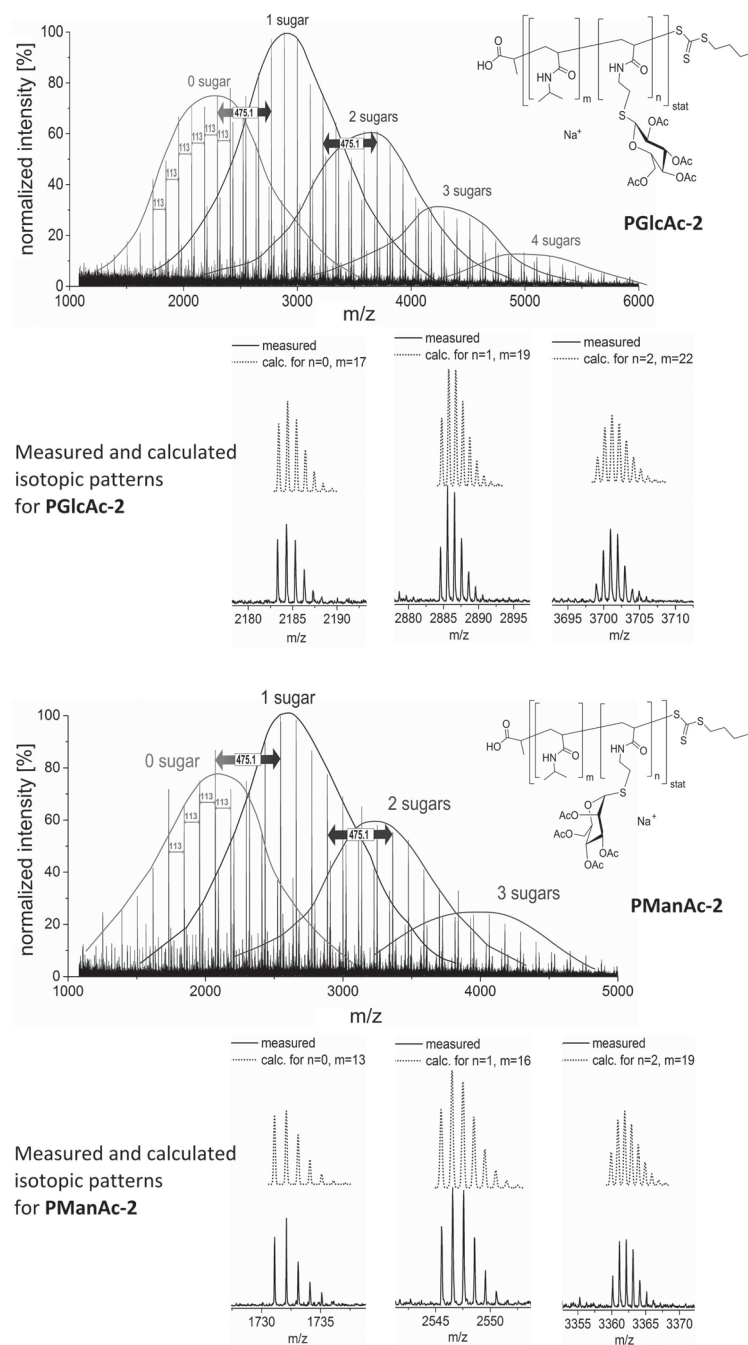 1 sugar
0 sugar
2 sugars
3 sugars
4 sugars
475.1
475.1
113
113
113
113
113
113
normalized intensity [%]
100
80
60
40
20
0
1000
2000
3000
4000
5000
6000
m/z
HO
O
O
NH
m
O
NH
n
stat
S
S
S
S
Na+
OAc
O
OAc
AcO
OAc
PGlcAc-2
measured
calc. for n=0, m=17
measured
calc. for n=1, m=19
measured
calc. for n=2, m=22
Measured and calculated
isotopic patterns
for PGlcAc-2
2180
2185
2190
m/z
2880
2885
2890
2895
m/z
3695
3700
3705
3710
m/z
1 sugar
0 sugar
2 sugars
3 sugars
475.1
475.1
113
113
113
113
normalized intensity [%]
100
80
60
40
20
0
1000
2000
3000
4000
5000
m/z
HO
O
O
NH
m
O
NH
n
stat
S
S
S
S
Na+
AcO
O
AcO
AcO
OAc
PManAc-2
measured
calc. for n=0, m=13
measured
calc. for n=1, m=16
measured
calc. for n=2, m=19
Measured and calculated
isotopic patterns
for PManAc-2
1730
1735
m/z
2545
2550
m/z
3355
3360
3365
3370
m/z